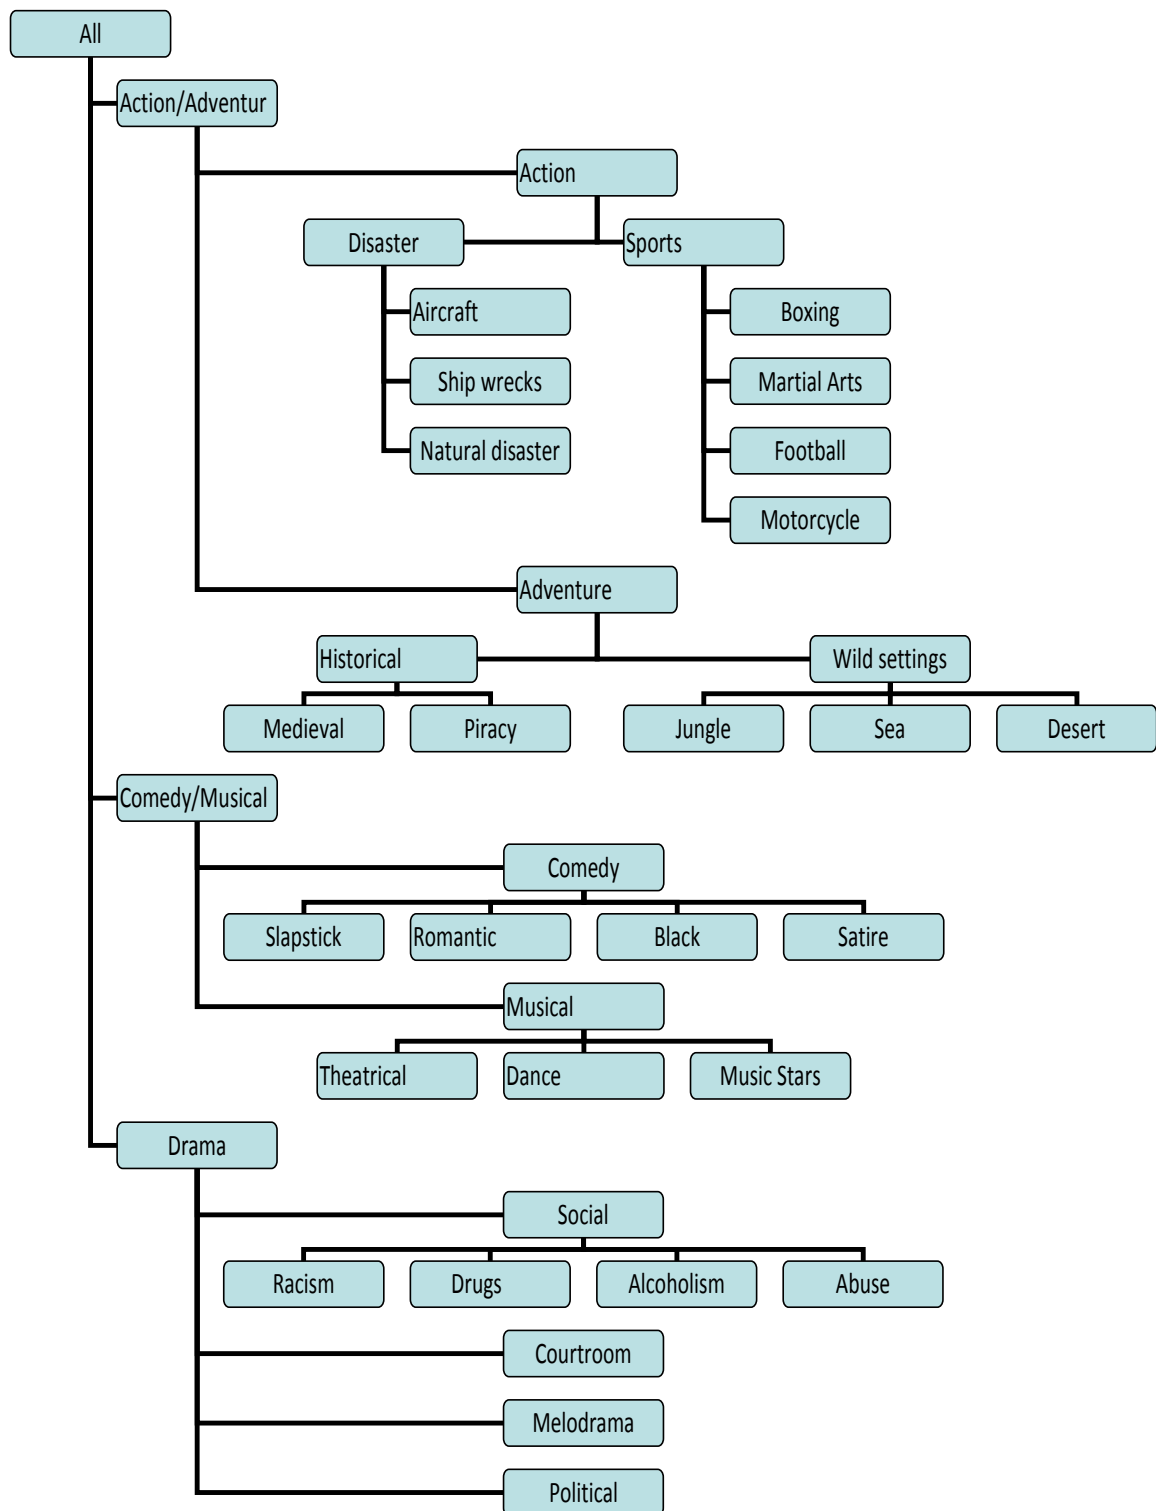 All
Action/Adventur
Action
Disaster
Sports
Aircraft
Boxing
Ship wrecks
Martial Arts
Natural disaster
Football
Motorcycle
Adventure
Historical
Wild settings
Medieval
Piracy
Jungle
Sea
Desert
Comedy/Musical
Comedy
Slapstick
Romantic
Black
Satire
Musical
Theatrical
Dance
Music Stars
Drama
Social
Racism
Drugs
Alcoholism
Abuse
Courtroom
Melodrama
Political